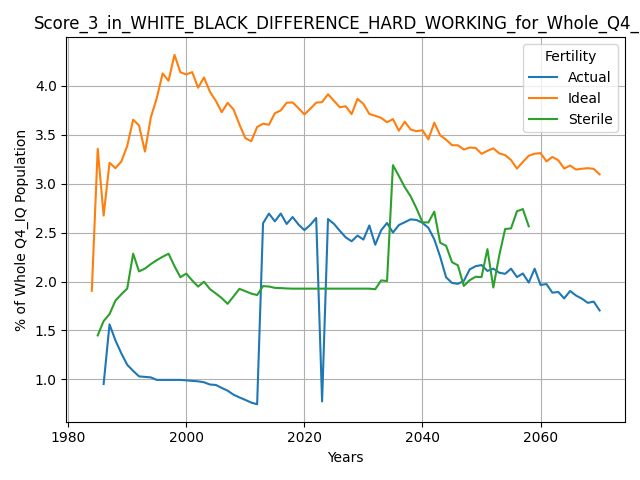 Score_3_in_WHITE_BLACK_DIFFERENCE_HARD_WORKING_for_Whole_Q4_
Fertility
Actual
Ideal
Sterile
% of Whole Q4_IQ Population
4.0
3.5
3.0
2.5
2.0
1.5
1.0
1980
2000
2020
2040
2060
Years